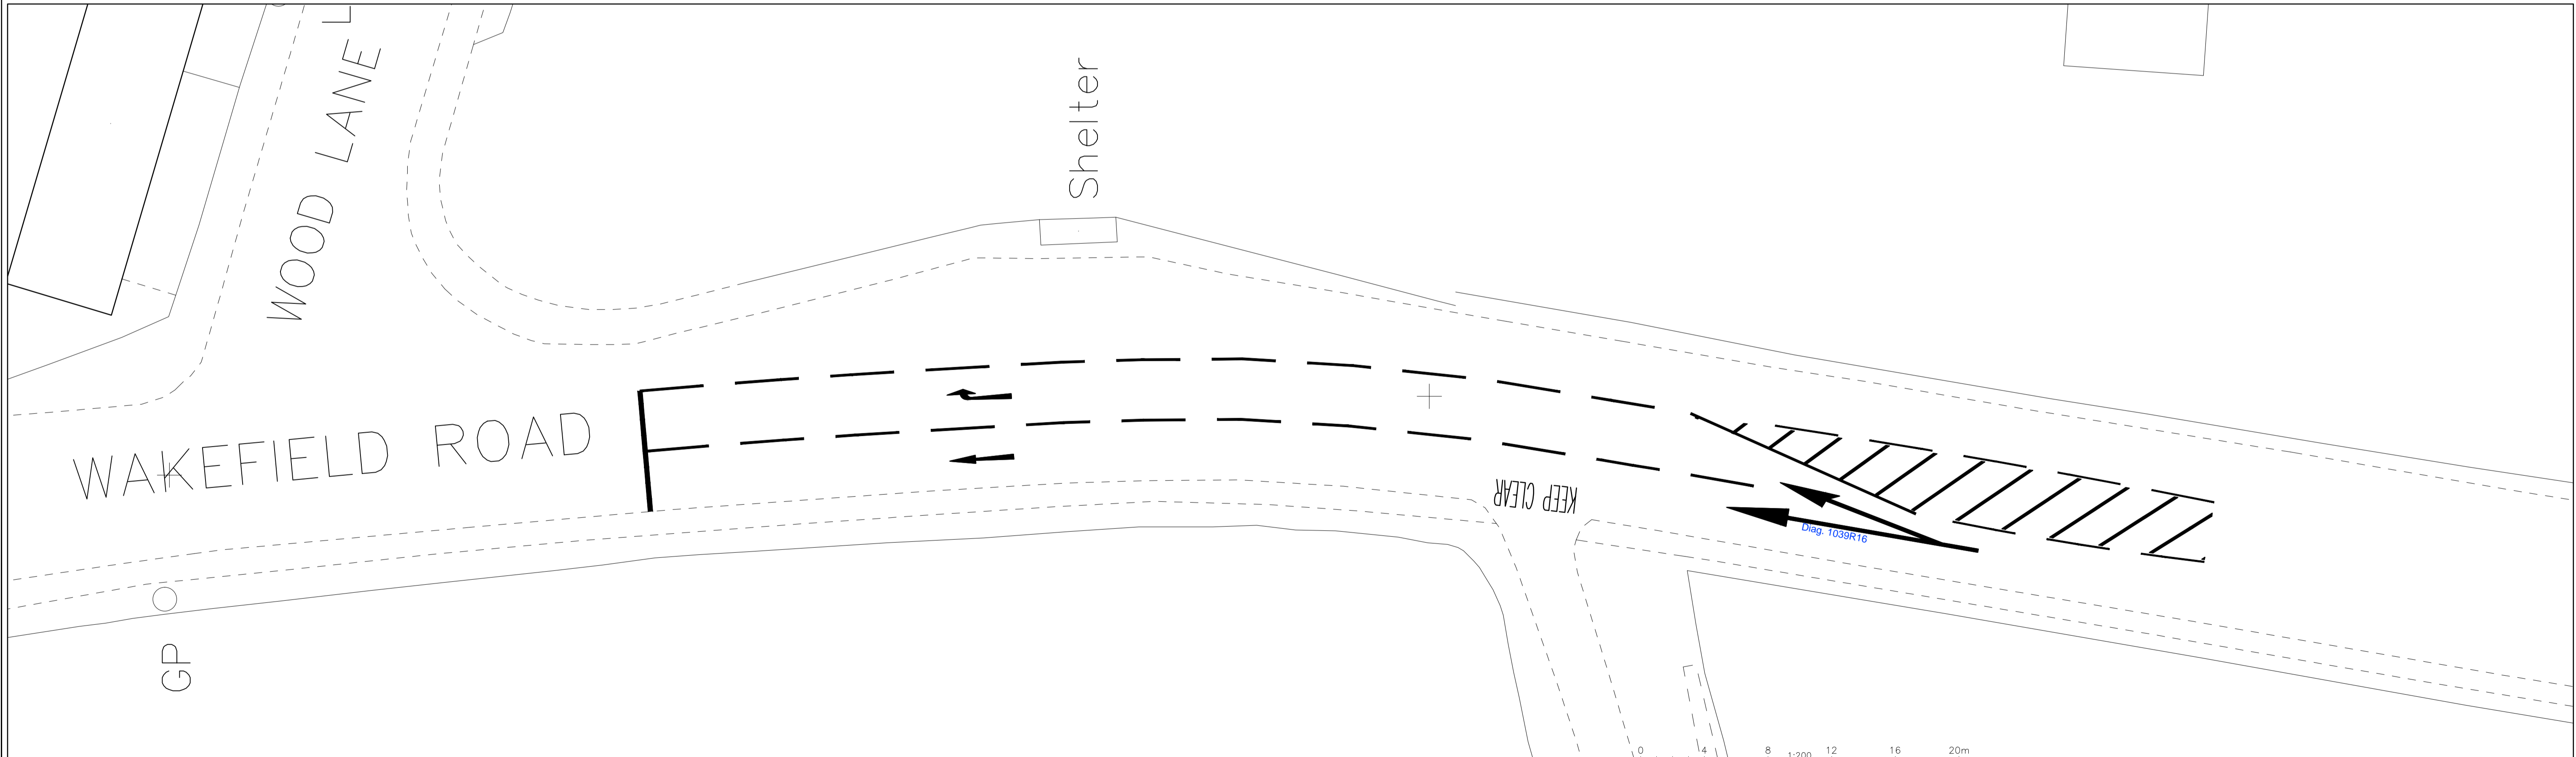 WOOD LANE
Shelter
WAKEFIELD ROAD
KEEP CLEAR
Diag. 1039R16
GP
0 4 8 12 16 20m
1:200